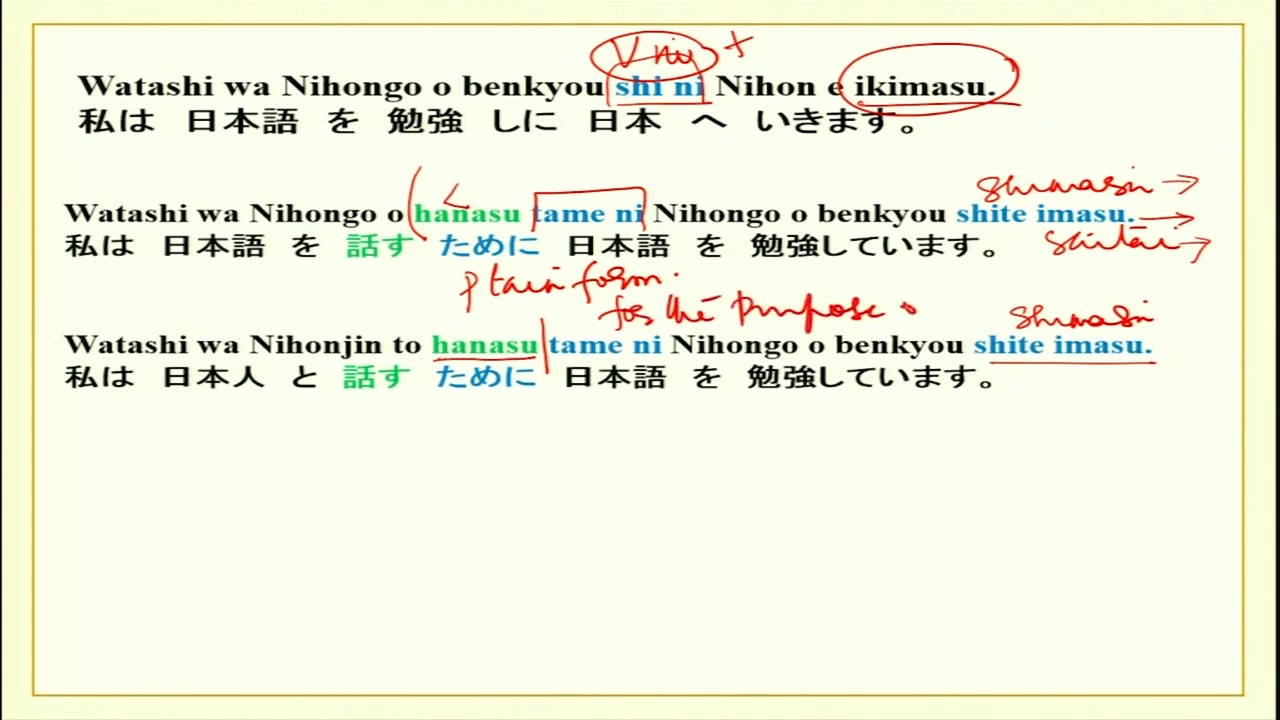 V ni +
Watashi wa Nihongo o benkyou shi ni Nihon e ikimasu.
私は 日本語 を 勉強 しに 日本 へ いきます。
shimasu →
Watashi wa Nihongo o hanasu tame ni Nihongo o benkyou shite imasu. →
私は 日本語 を 話す ために 日本語 を 勉強しています。 shitai →
plain form.
for the purpose o
shimasu
Watashi wa Nihonjin to hanasu tame ni Nihongo o benkyou shite imasu.
私は 日本人 と 話す ために 日本語 を 勉強しています。